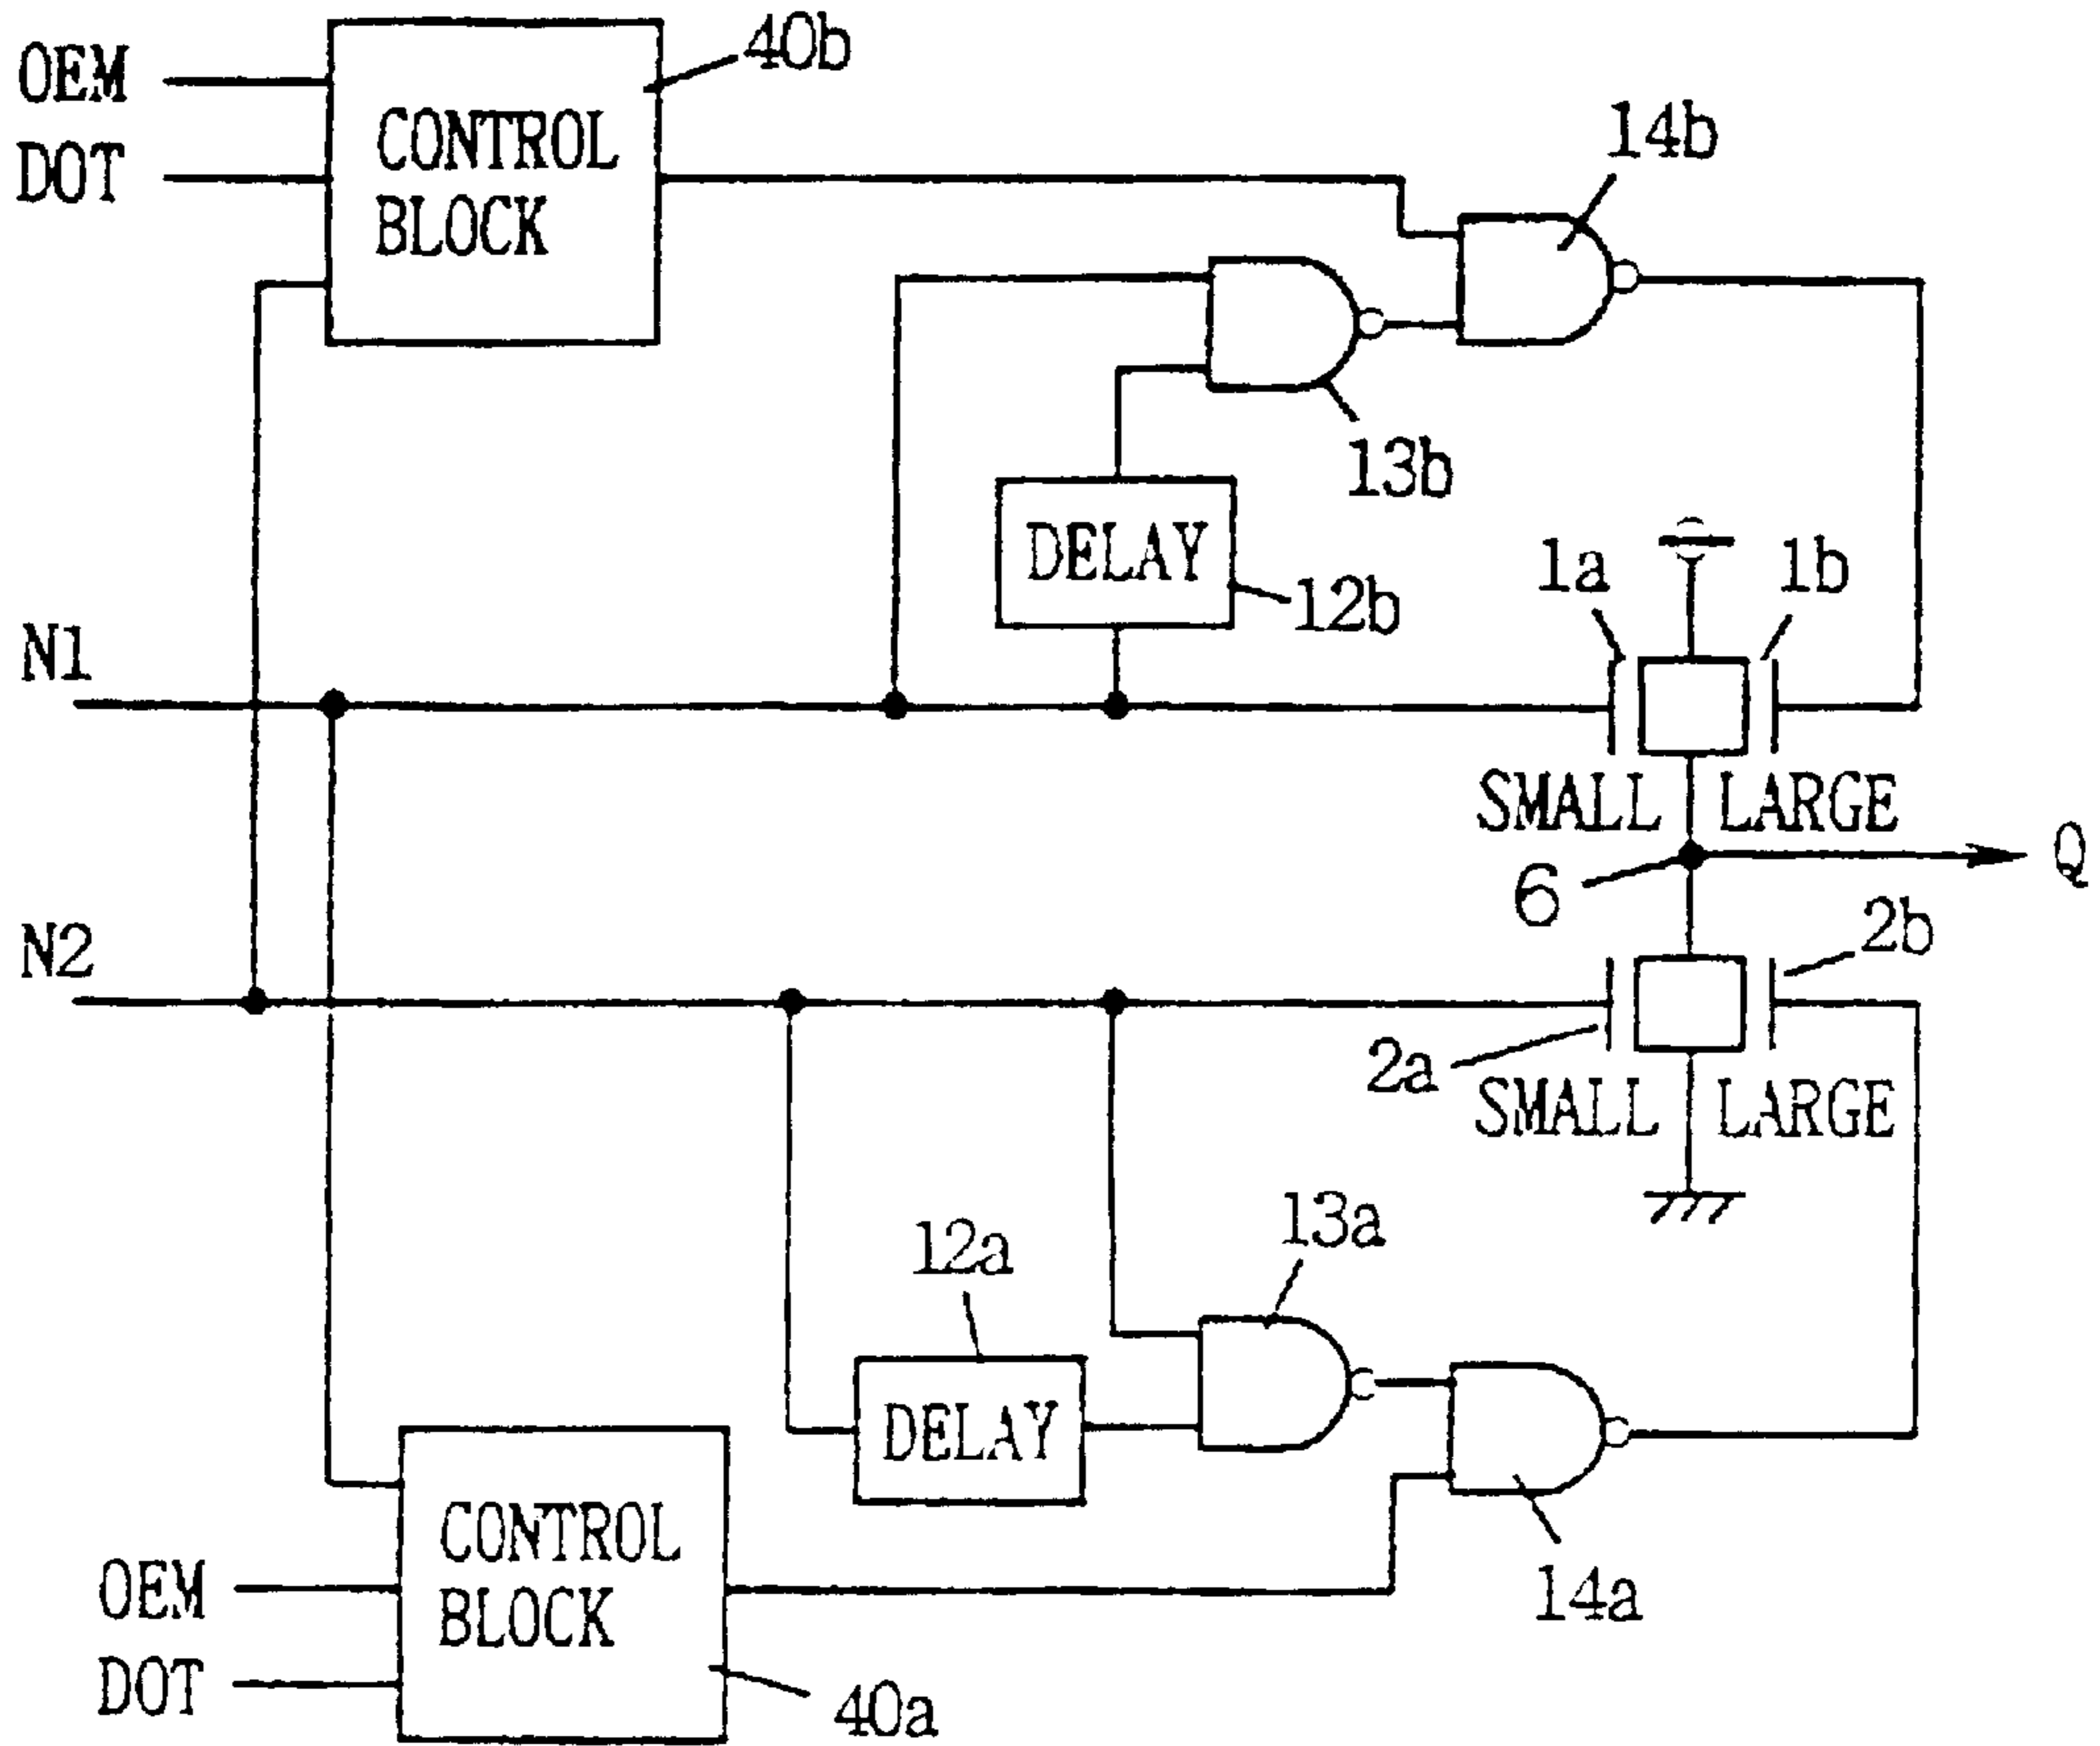 OEM
DOT
CONTROL
BLOCK
40b
14b
13b
DELAY
12b
1a
1b
N1
SMALL
LARGE
Q
6
N2
2b
2a
SMALL
LARGE
13a
12a
DELAY
CONTROL
BLOCK
OEM
DOT
14a
40a